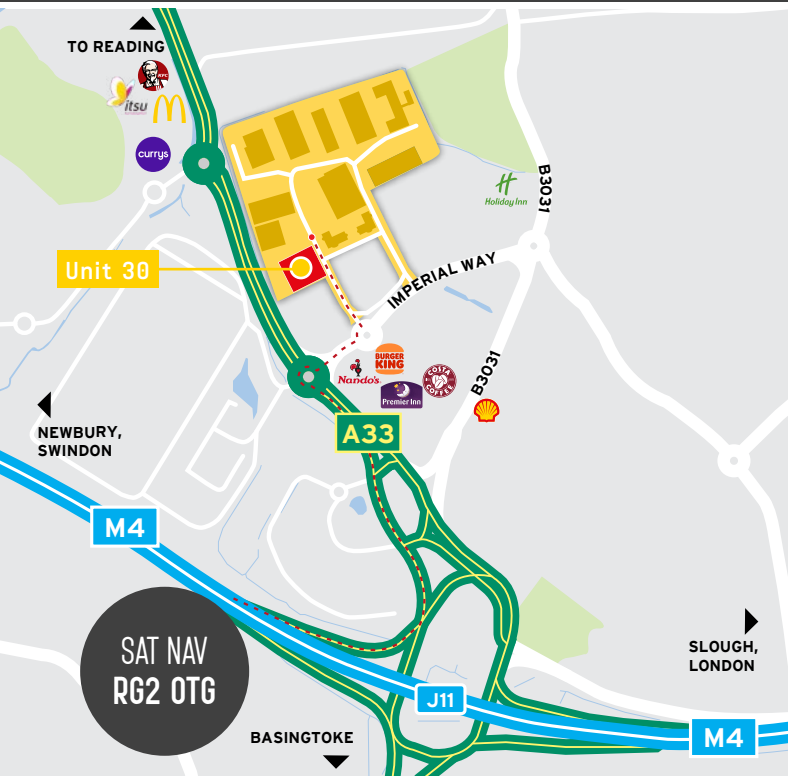 TO READING
KFC
itsu
currys
B3031
H
Holiday Inn
Unit 30
IMPERIAL WAY
BURGER
KING
Nando's
COSTA
COFFEE
Premier Inn
B3031
A33
NEWBURY,
SWINDON
M4
SAT NAV
RG2 0TG
SLOUGH,
LONDON
J11
M4
BASINGTOKE